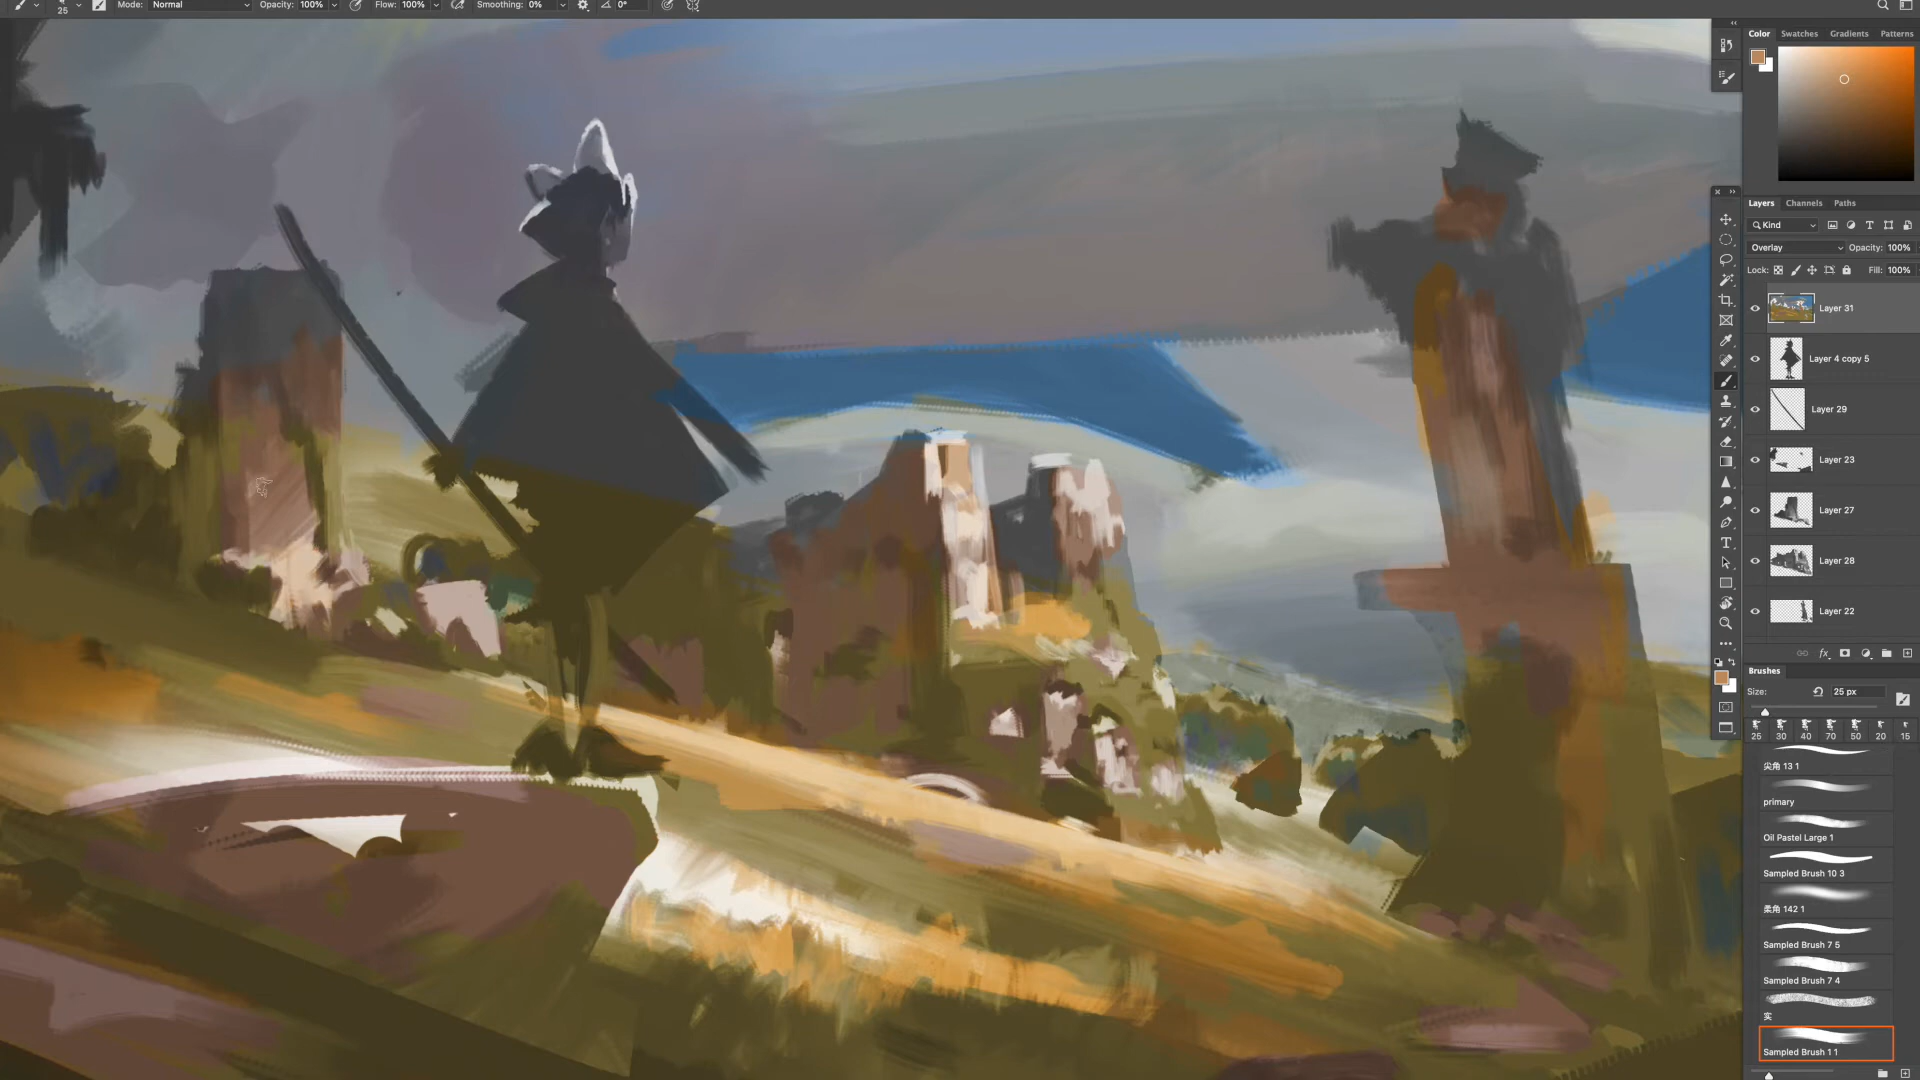 25
Mode: Normal Opacity: 100% Flow: 100% Smoothing: 0% 0°
Color Swatches Gradients Patterns
Layers Channels Paths
Kind
Overlay Opacity: 100%
Lock: Fill: 100%
Layer 31
Layer 4 copy 5
Layer 29
Layer 23
Layer 27
Layer 28
Layer 22
Brushes
Size: 25 px
25 30 40 70 50 20 15
尖角 13 1
primary
Oil Pastel Large 1
Sampled Brush 10 3
柔角 142 1
Sampled Brush 7 5
Sampled Brush 7 4
实
Sampled Brush 1 1